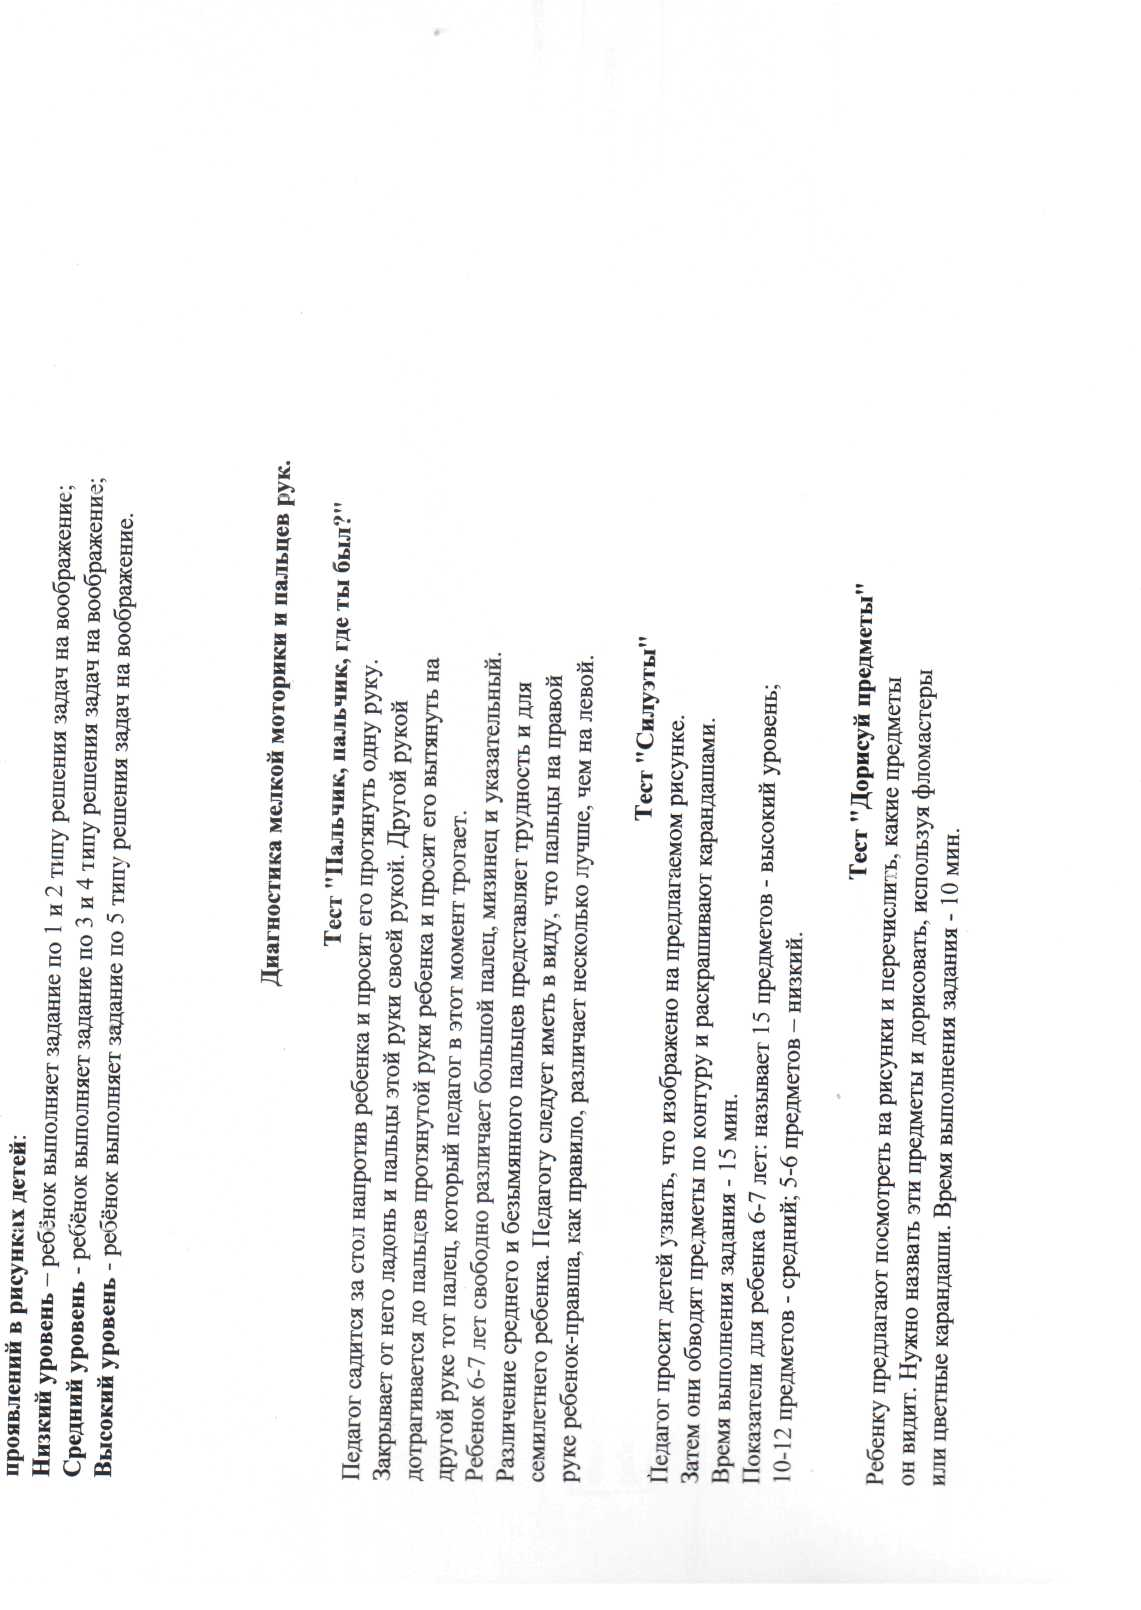 проявлений в рисунках детей:
Низкий уровень – ребёнок выполняет задание по 1 и 2 типу решения задач на воображение;
Средний уровень - ребёнок выполняет задание по 3 и 4 типу решения задач на воображение;
Высокий уровень - ребёнок выполняет задание по 5 типу решения задач на воображение.
Диагностика мелкой моторики и пальцев рук.
Тест "Пальчик, пальчик, где ты был?"
Педагог садится за стол напротив ребенка и просит его протянуть одну руку.
Закрывает от него ладонь и пальцы этой руки своей рукой. Другой рукой
дотрагивается до пальцев протянутой руки ребенка и просит его вытянуть на
другой руке тот палец, который педагог в этот момент трогает.
Ребенок 6-7 лет свободно различает большой палец, мизинец и указательный.
Различение среднего и безымянного пальцев представляет трудность и для
семилетнего ребенка. Педагогу следует иметь в виду, что пальцы на правой
руке ребенок-правша, как правило, различает несколько лучше, чем на левой.
Тест "Силуэты"
Педагог просит детей узнать, что изображено на предлагаемом рисунке.
Затем они обводят предметы по контуру и раскрашивают карандашами.
Время выполнения задания - 15 мин.
Показатели для ребенка 6-7 лет: называет 15 предметов - высокий уровень;
10-12 предметов - средний; 5-6 предметов – низкий.
Тест "Дорисуй предметы"
Ребенку предлагают посмотреть на рисунки и перечислить, какие предметы
он видит. Нужно назвать эти предметы и дорисовать, используя фломастеры
или цветные карандаши. Время выполнения задания - 10 мин.